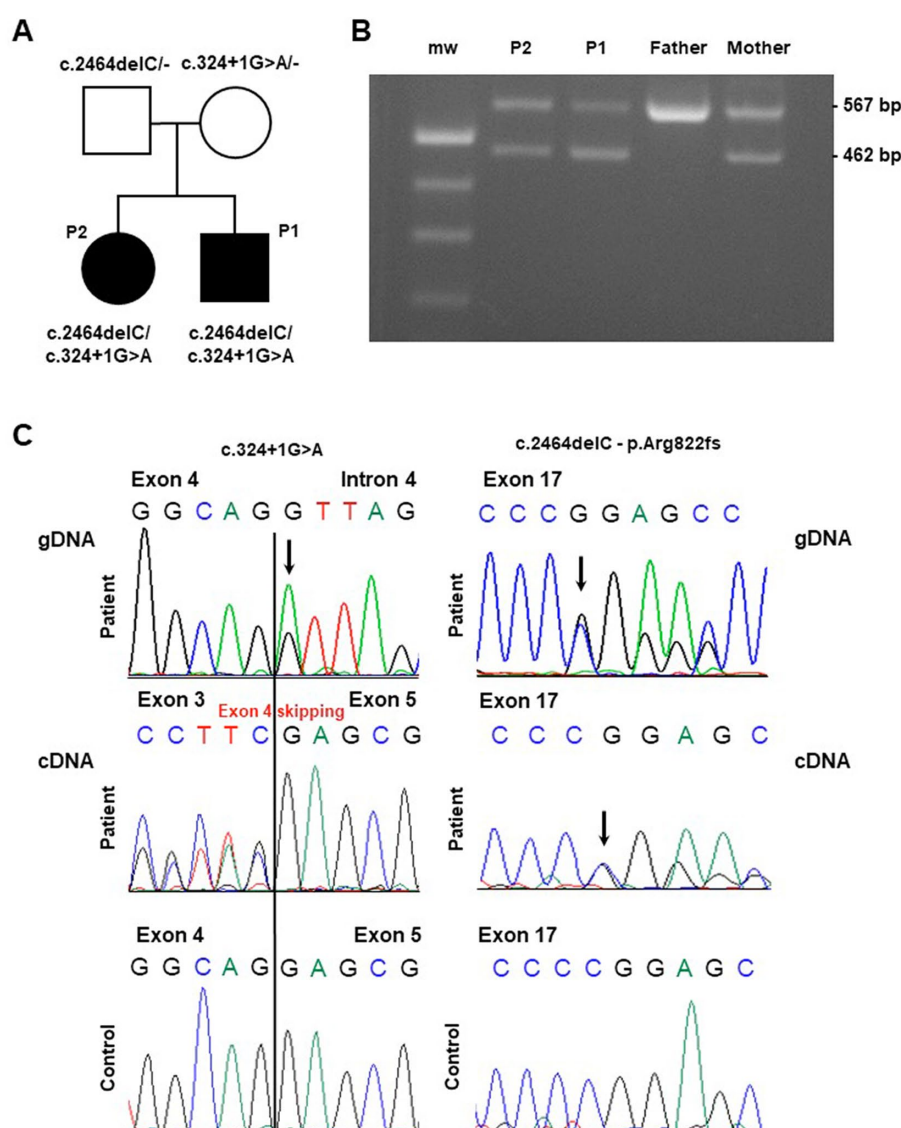 A
c.2464delC/- c.324+1G>A/-
P2 P1
c.2464delC/ c.2464delC/
c.324+1G>A c.324+1G>A
B
mw P2 P1 Father Mother
- 567 bp
- 462 bp
C
c.324+1G>A c.2464delC - p.Arg822fs
Exon 4 Intron 4 Exon 17
G G C A G G T T A G C C C G G A G C C
gDNA gDNA
Patient Patient
Exon 3 Exon 5 Exon 17
Exon 4 skipping
C C T T C G A G C G C C C G G A G C
cDNA cDNA
Patient Patient
Exon 4 Exon 5 Exon 17
G G C A G G A G C G C C C C G G A G C
Control Control